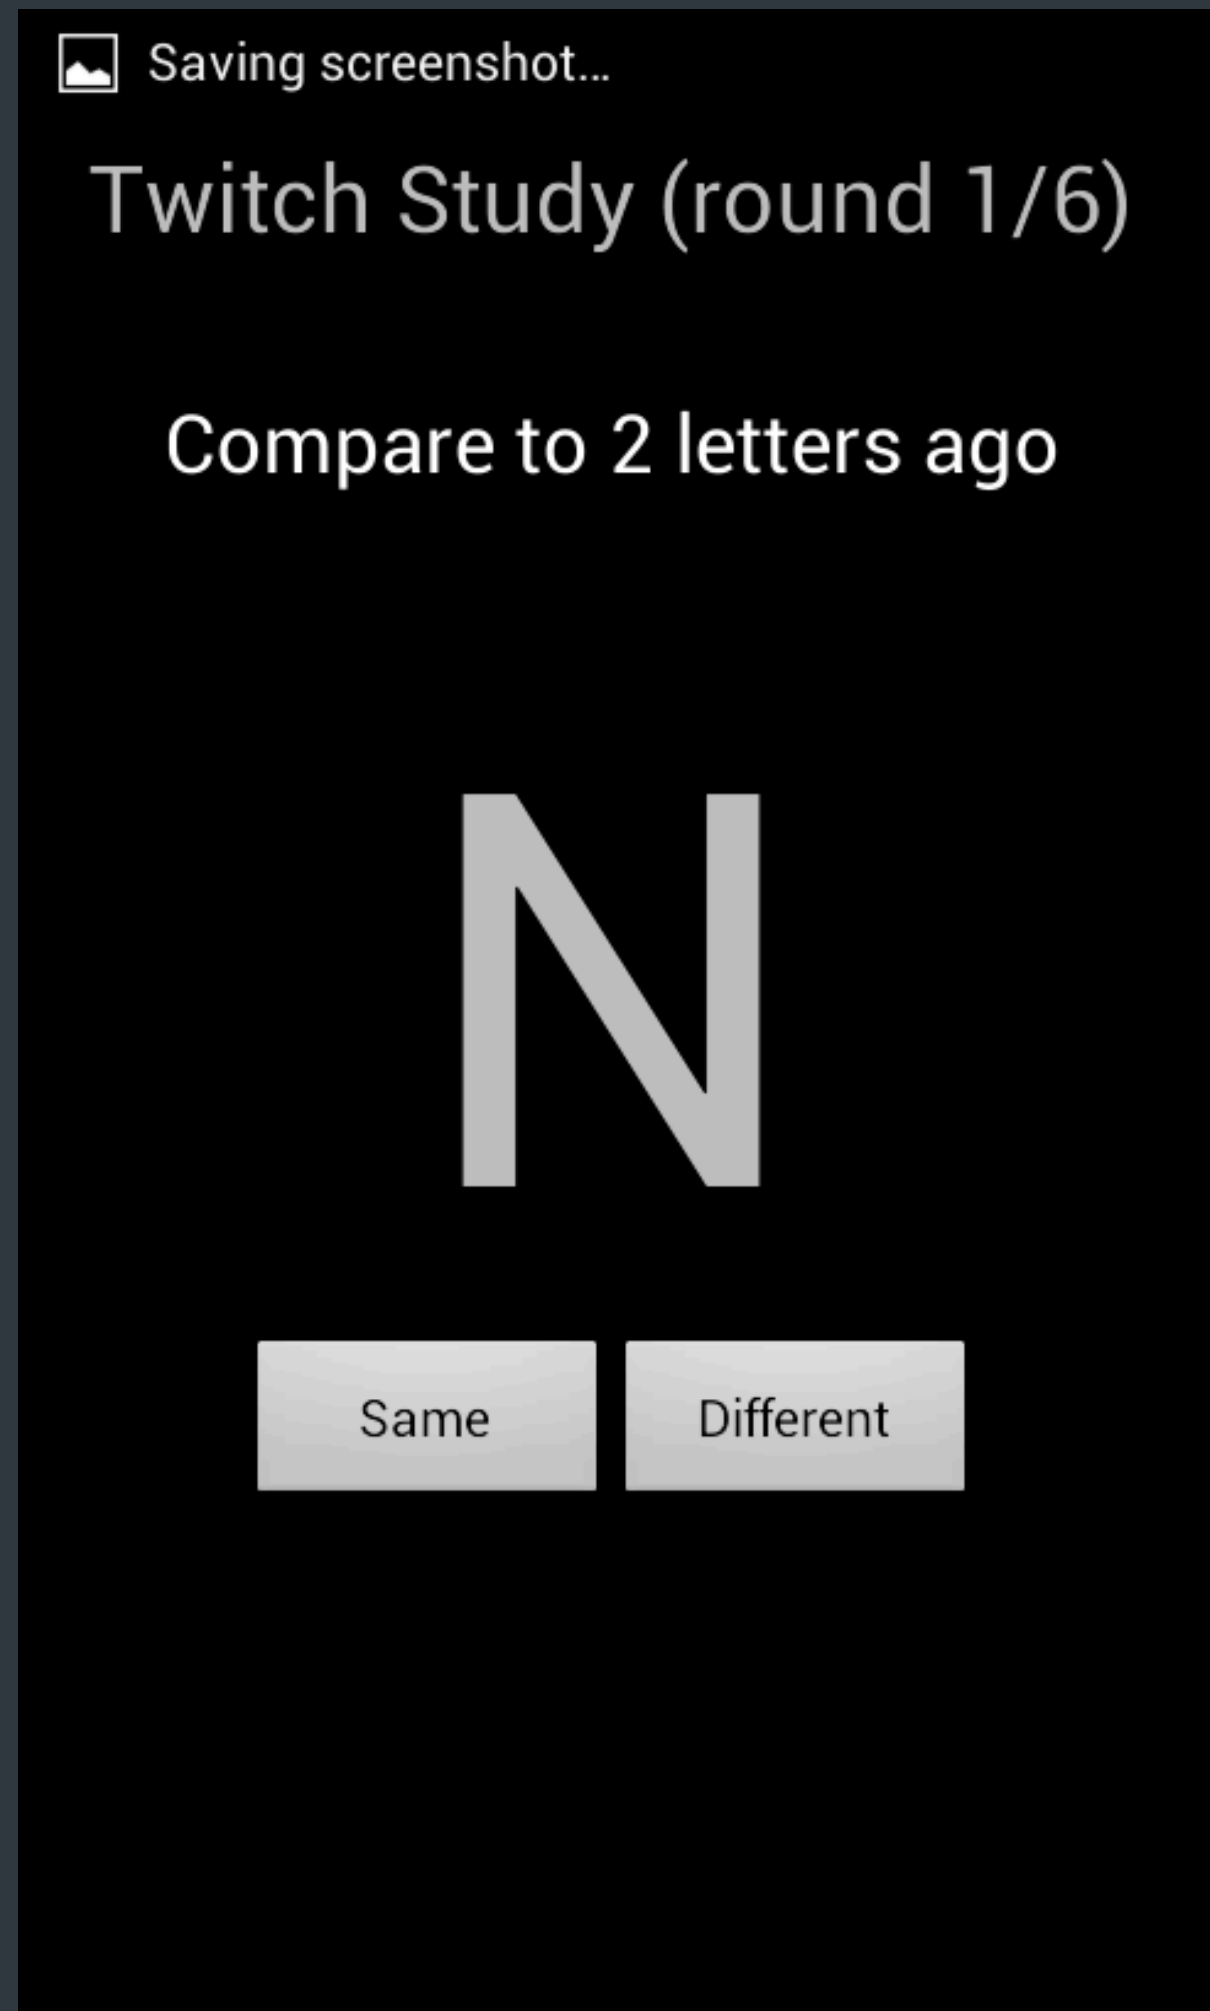 Saving screenshot...
Twitch Study (round 1/6)
Compare to 2 letters ago
N
Same
Different